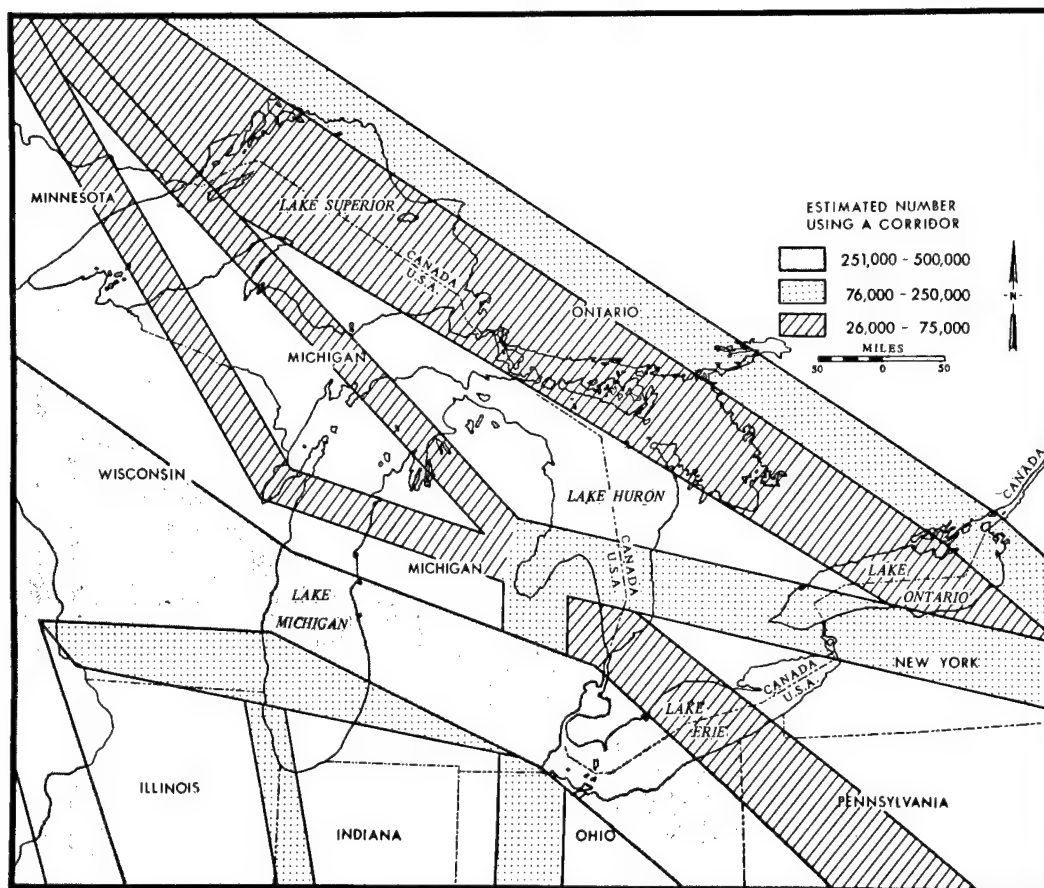 MINNESOTA
LAKE SUPERIOR
CANADA
U.S.A.
ONTARIO
ESTIMATED NUMBER
USING A CORRIDOR
251,000 - 500,000
76,000 - 250,000
26,000 - 75,000
-N-
MILES
50 0 50
MICHIGAN
WISCONSIN
LAKE HURON
CANADA
U.S.A.
CANADA
U.S.A.
LAKE
ONTARIO
MICHIGAN
LAKE
MICHIGAN
NEW YORK
CANADA
U.S.A.
LAKE
ERIE
ILLINOIS
INDIANA
OHIO
PENNSYLVANIA